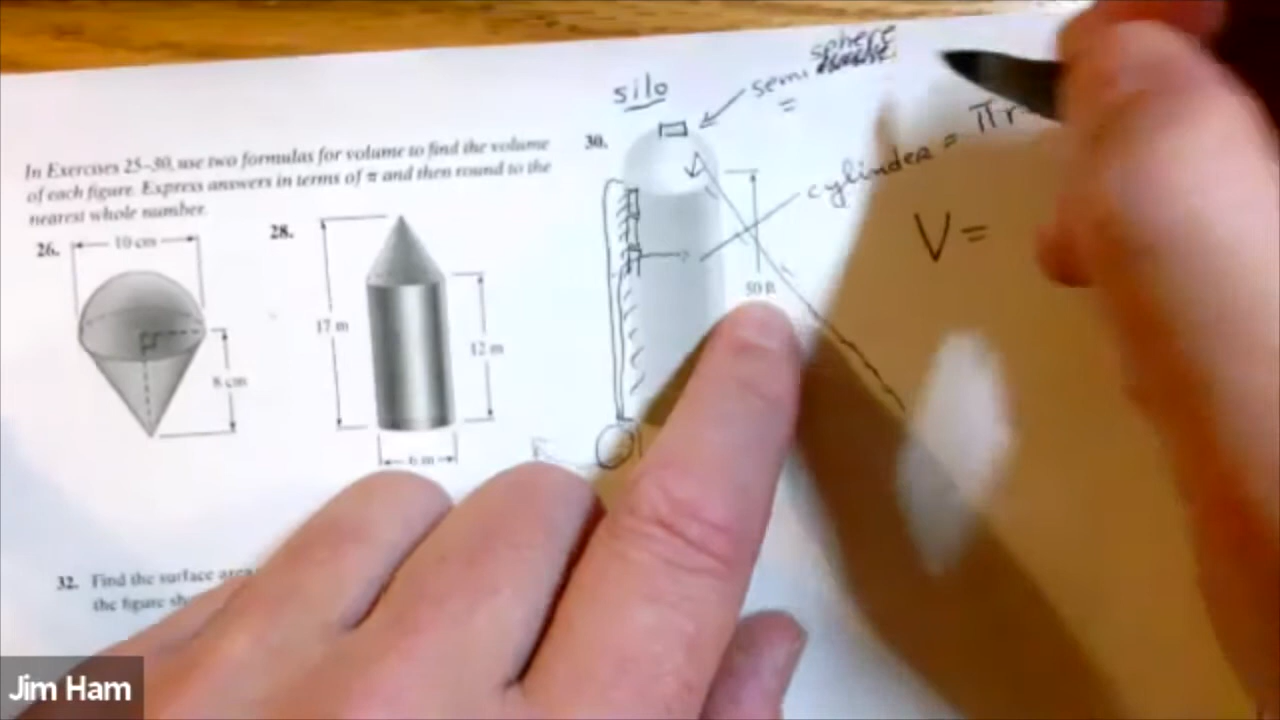 In Exercises 25–30, use two formulas for volume to find the volume
of each figure. Express answers in terms of π and then round to the
nearest whole number.
26.
10 cm
8 cm
28.
17 m
12 m
6 m
30.
silo
semi sphere
=
cylinder = πr
V =
50 ft
32. Find the surface area
the figure sh
Jim Ham